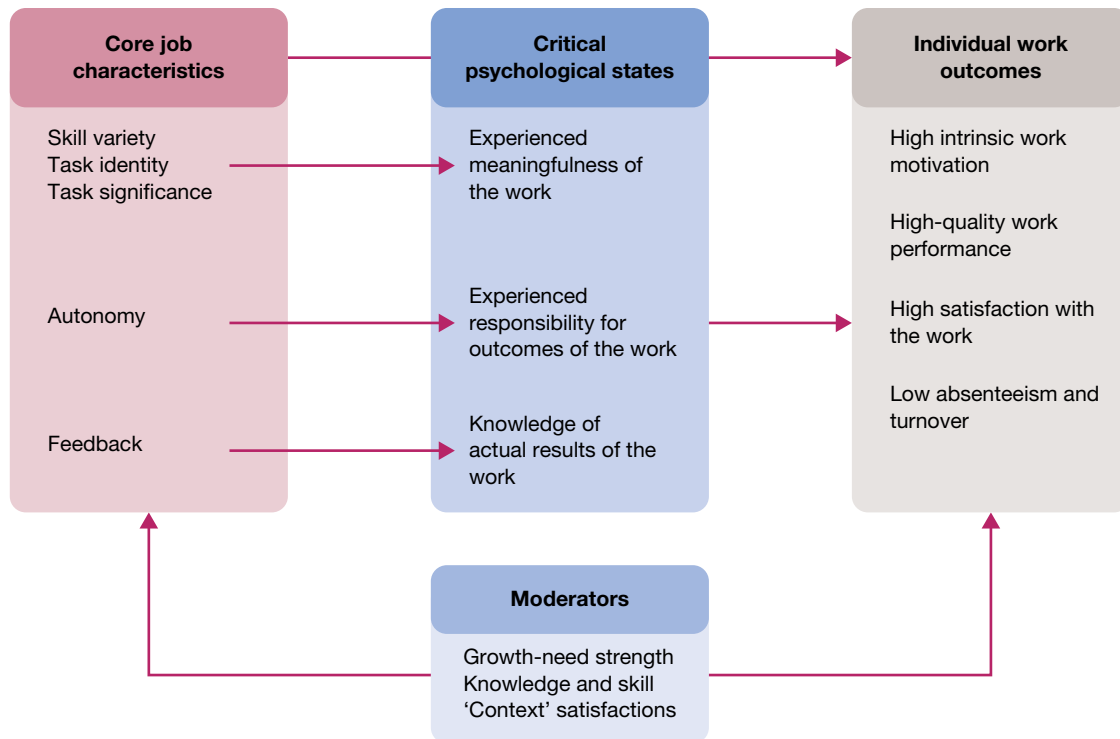 Core job
characteristics
Skill variety
Task identity
Task significance
Autonomy
Feedback
Critical
psychological states
Experienced
meaningfulness of
the work
Experienced
responsibility for
outcomes of the work
Knowledge of
actual results of the
work
Individual work
outcomes
High intrinsic work
motivation
High-quality work
performance
High satisfaction with
the work
Low absenteeism and
turnover
Moderators
Growth-need strength
Knowledge and skill
‘Context’ satisfactions